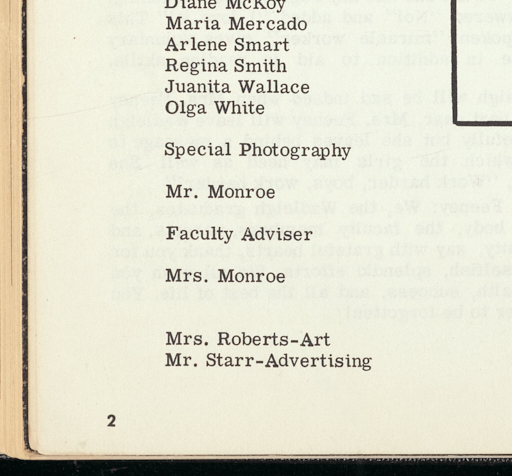 Diane McKoy
Maria Mercado
Arlene Smart
Regina Smith
Juanita Wallace
Olga White
Special Photography
Mr. Monroe
Faculty Adviser
Mrs. Monroe
Mrs. Roberts-Art
Mr. Starr-Advertising
2